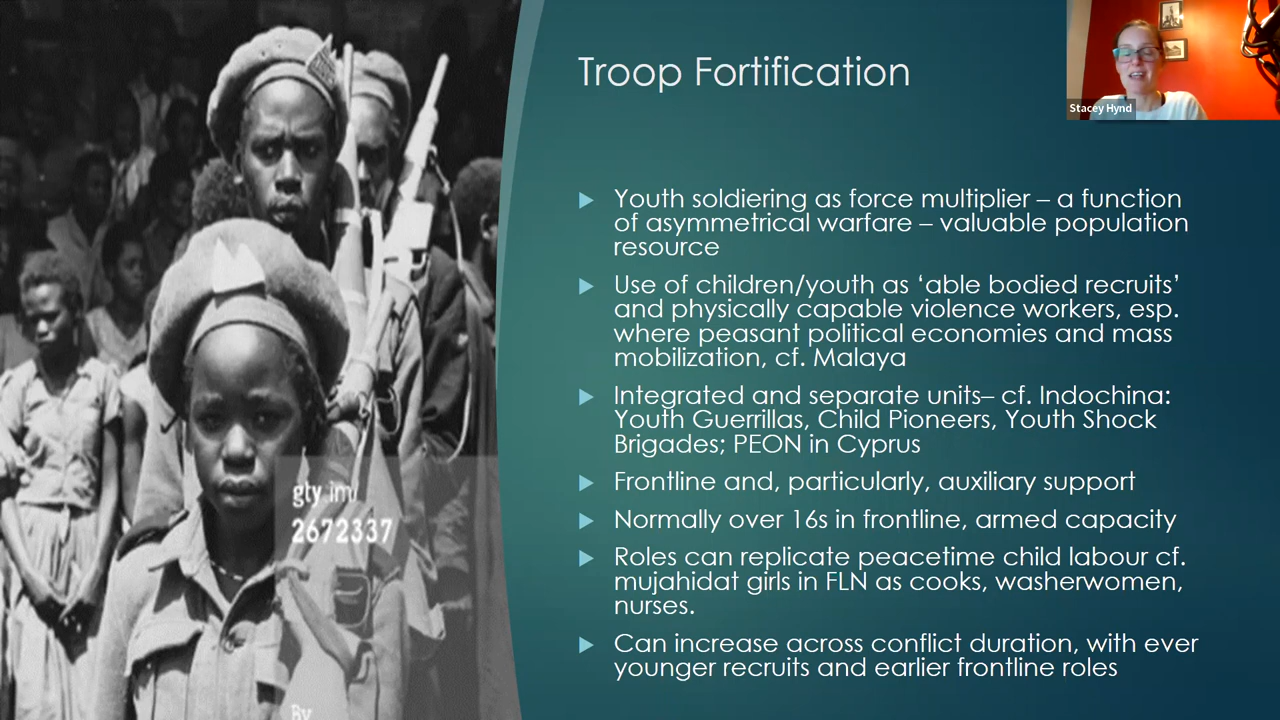 Troop Fortification
Stacey Hynd
Youth soldiering as force multiplier – a function
of asymmetrical warfare – valuable population
resource
Use of children/youth as ‘able bodied recruits’
and physically capable violence workers, esp.
where peasant political economies and mass
mobilization, cf. Malaya
Integrated and separate units– cf. Indochina:
Youth Guerrillas, Child Pioneers, Youth Shock
Brigades; PEON in Cyprus
Frontline and, particularly, auxiliary support
Normally over 16s in frontline, armed capacity
Roles can replicate peacetime child labour cf.
mujahidat girls in FLN as cooks, washerwomen,
nurses.
Can increase across conflict duration, with ever
younger recruits and earlier frontline roles
gty im
2672337
By